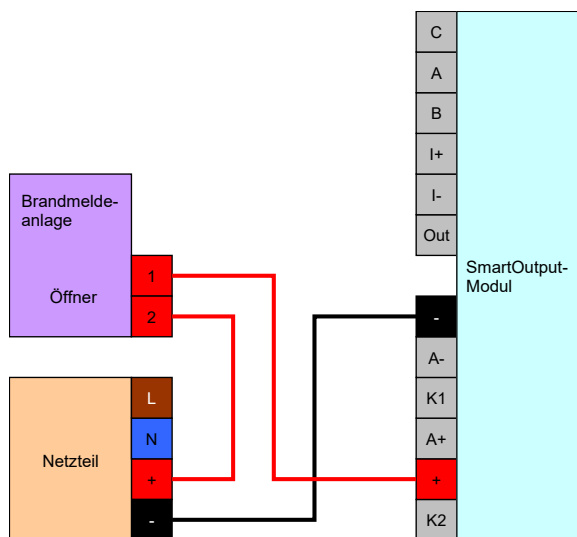 C
A
B
I+
I-
Out
SmartOutput-
Modul
-
A-
K1
A+
+
K2
Brandmelde-
anlage
Öffner
1
2
Netzteil
L
N
+
-